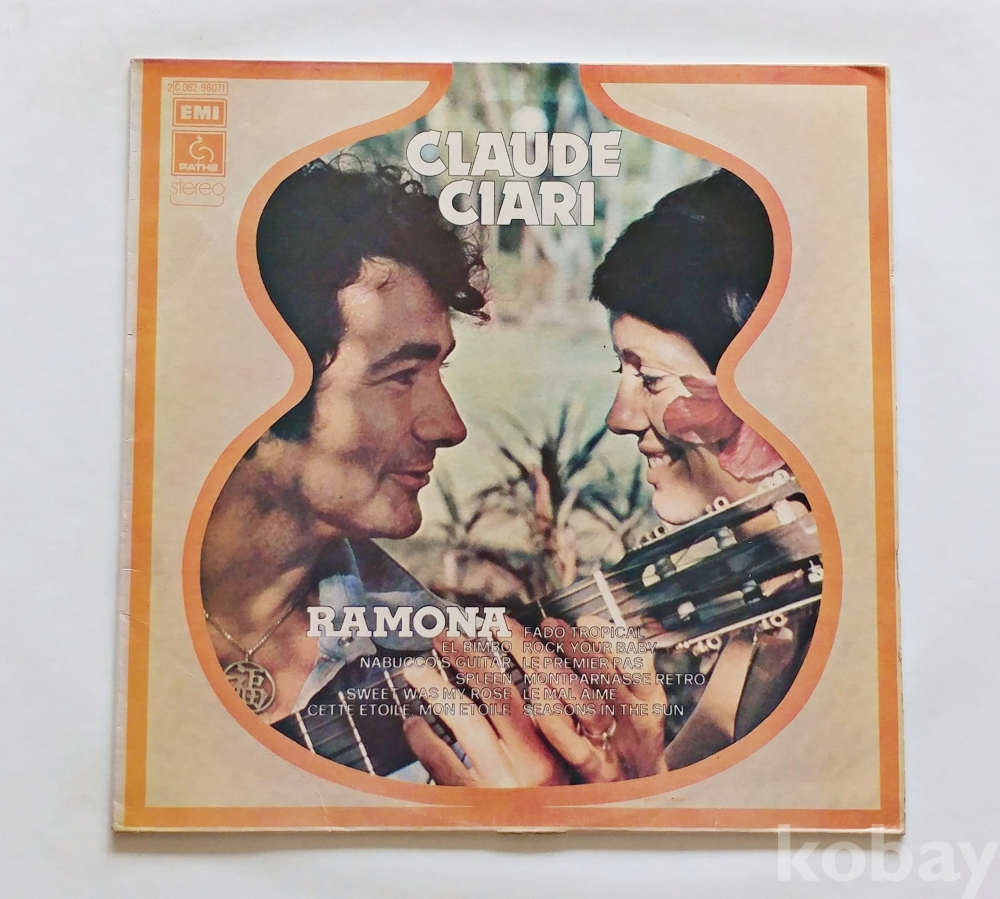 2C 062-96071
EMI
PATHE
stereo
CLAUDE
CIARI
RAMONA
FADO TROPICAL
EL BIMBO ROCK YOUR BABY
NABUCCO'S GUITAR LE PREMIER PAS
SPLEEN MONTPARNASSE RETRO
SWEET WAS MY ROSE LE MAL AIME
CETTE ETOILE, MON ETOILE SEASONS IN THE SUN
kobay